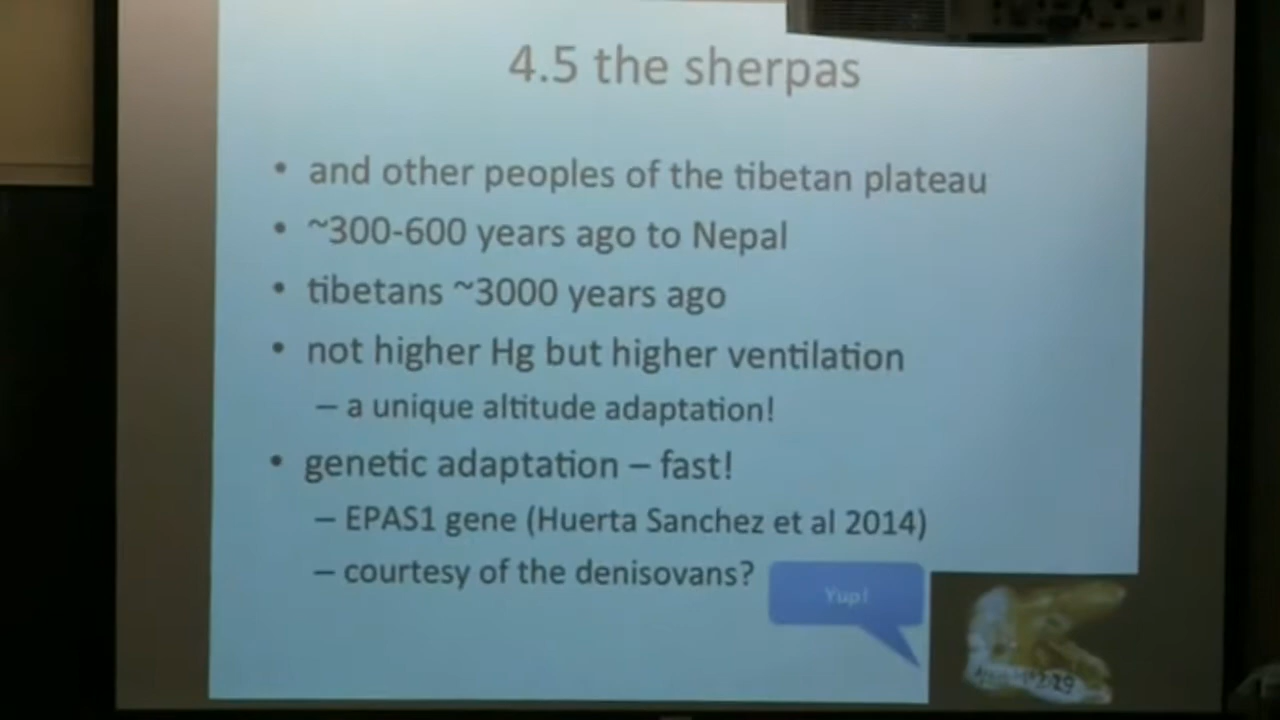 4.5 the sherpas
• and other peoples of the tibetan plateau
• ~300-600 years ago to Nepal
• tibetans ~3000 years ago
• not higher Hg but higher ventilation
– a unique altitude adaptation!
• genetic adaptation – fast!
– EPAS1 gene (Huerta Sanchez et al 2014)
– courtesy of the denisovans?
Yup!